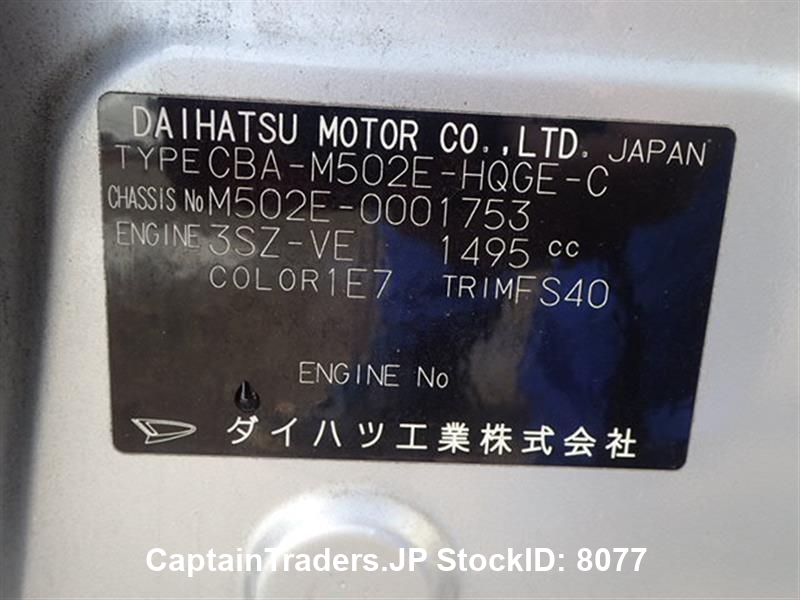 DAIHATSU MOTOR CO.,LTD. JAPAN
TYPE CBA-M502E-HQGE-C
CHASSIS No M502E-0001753
ENGINE 3SZ-VE 1495 cc
COLOR 1E7 TRIM FS40
ENGINE No
ダイハツ工業株式会社
CaptainTraders.JP StockID: 8077